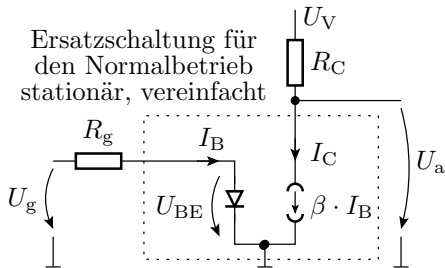 Ersatzschaltung für
den Normalbetrieb
stationär, vereinfacht
U_V
R_C
R_g
I_B
I_C
U_a
U_g
U_BE
β · I_B